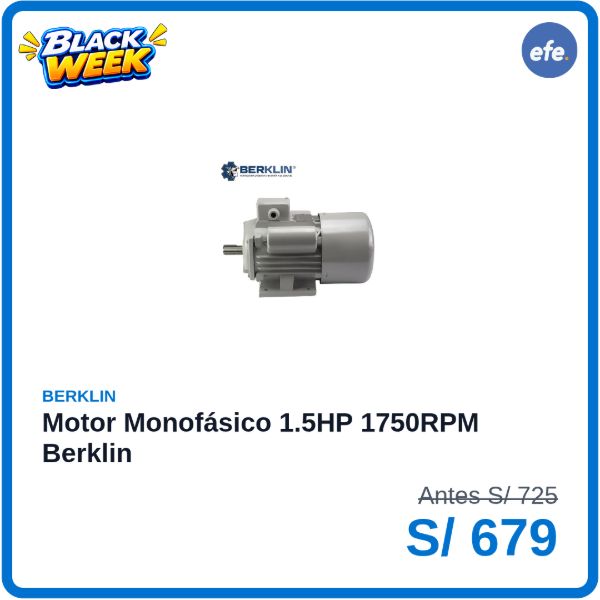 BLACK
WEEK
efe.
BERKLIN®
BERKLIN
Motor Monofásico 1.5HP 1750RPM
Berklin
Antes S/ 725
S/ 679